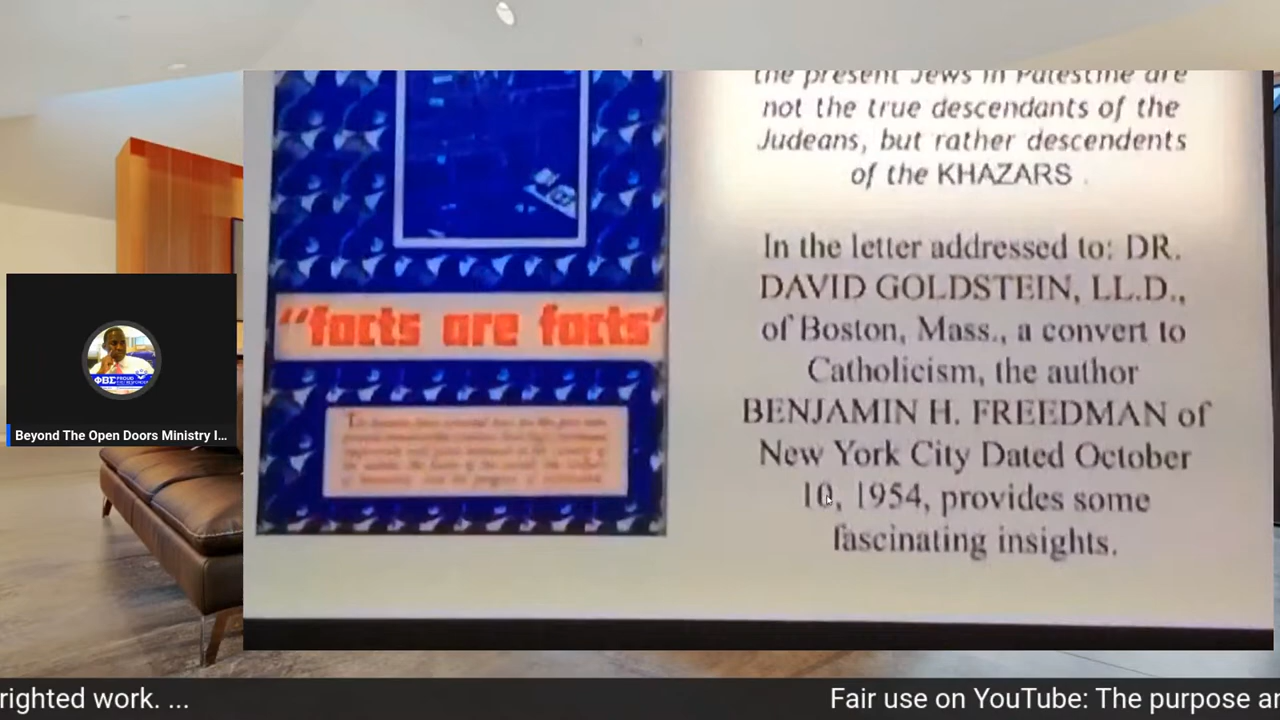 the present Jews in Palestine are
not the true descendants of the
Judeans, but rather descendents
of the KHAZARS .
In the letter addressed to: DR.
DAVID GOLDSTEIN, LL.D.,
of Boston, Mass., a convert to
Catholicism, the author
BENJAMIN H. FREEDMAN of
New York City Dated October
10, 1954, provides some
fascinating insights.
"facts are facts"
ΦΒΣ PROUD
Beyond The Open Doors Ministry I...
righted work. ...
Fair use on YouTube: The purpose an